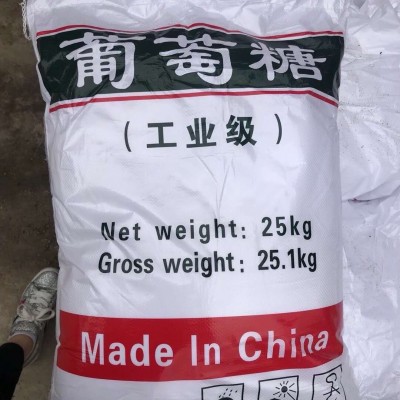 葡萄糖
（工业级）
Net weight: 25kg
Gross weight: 25.1kg
Made In China